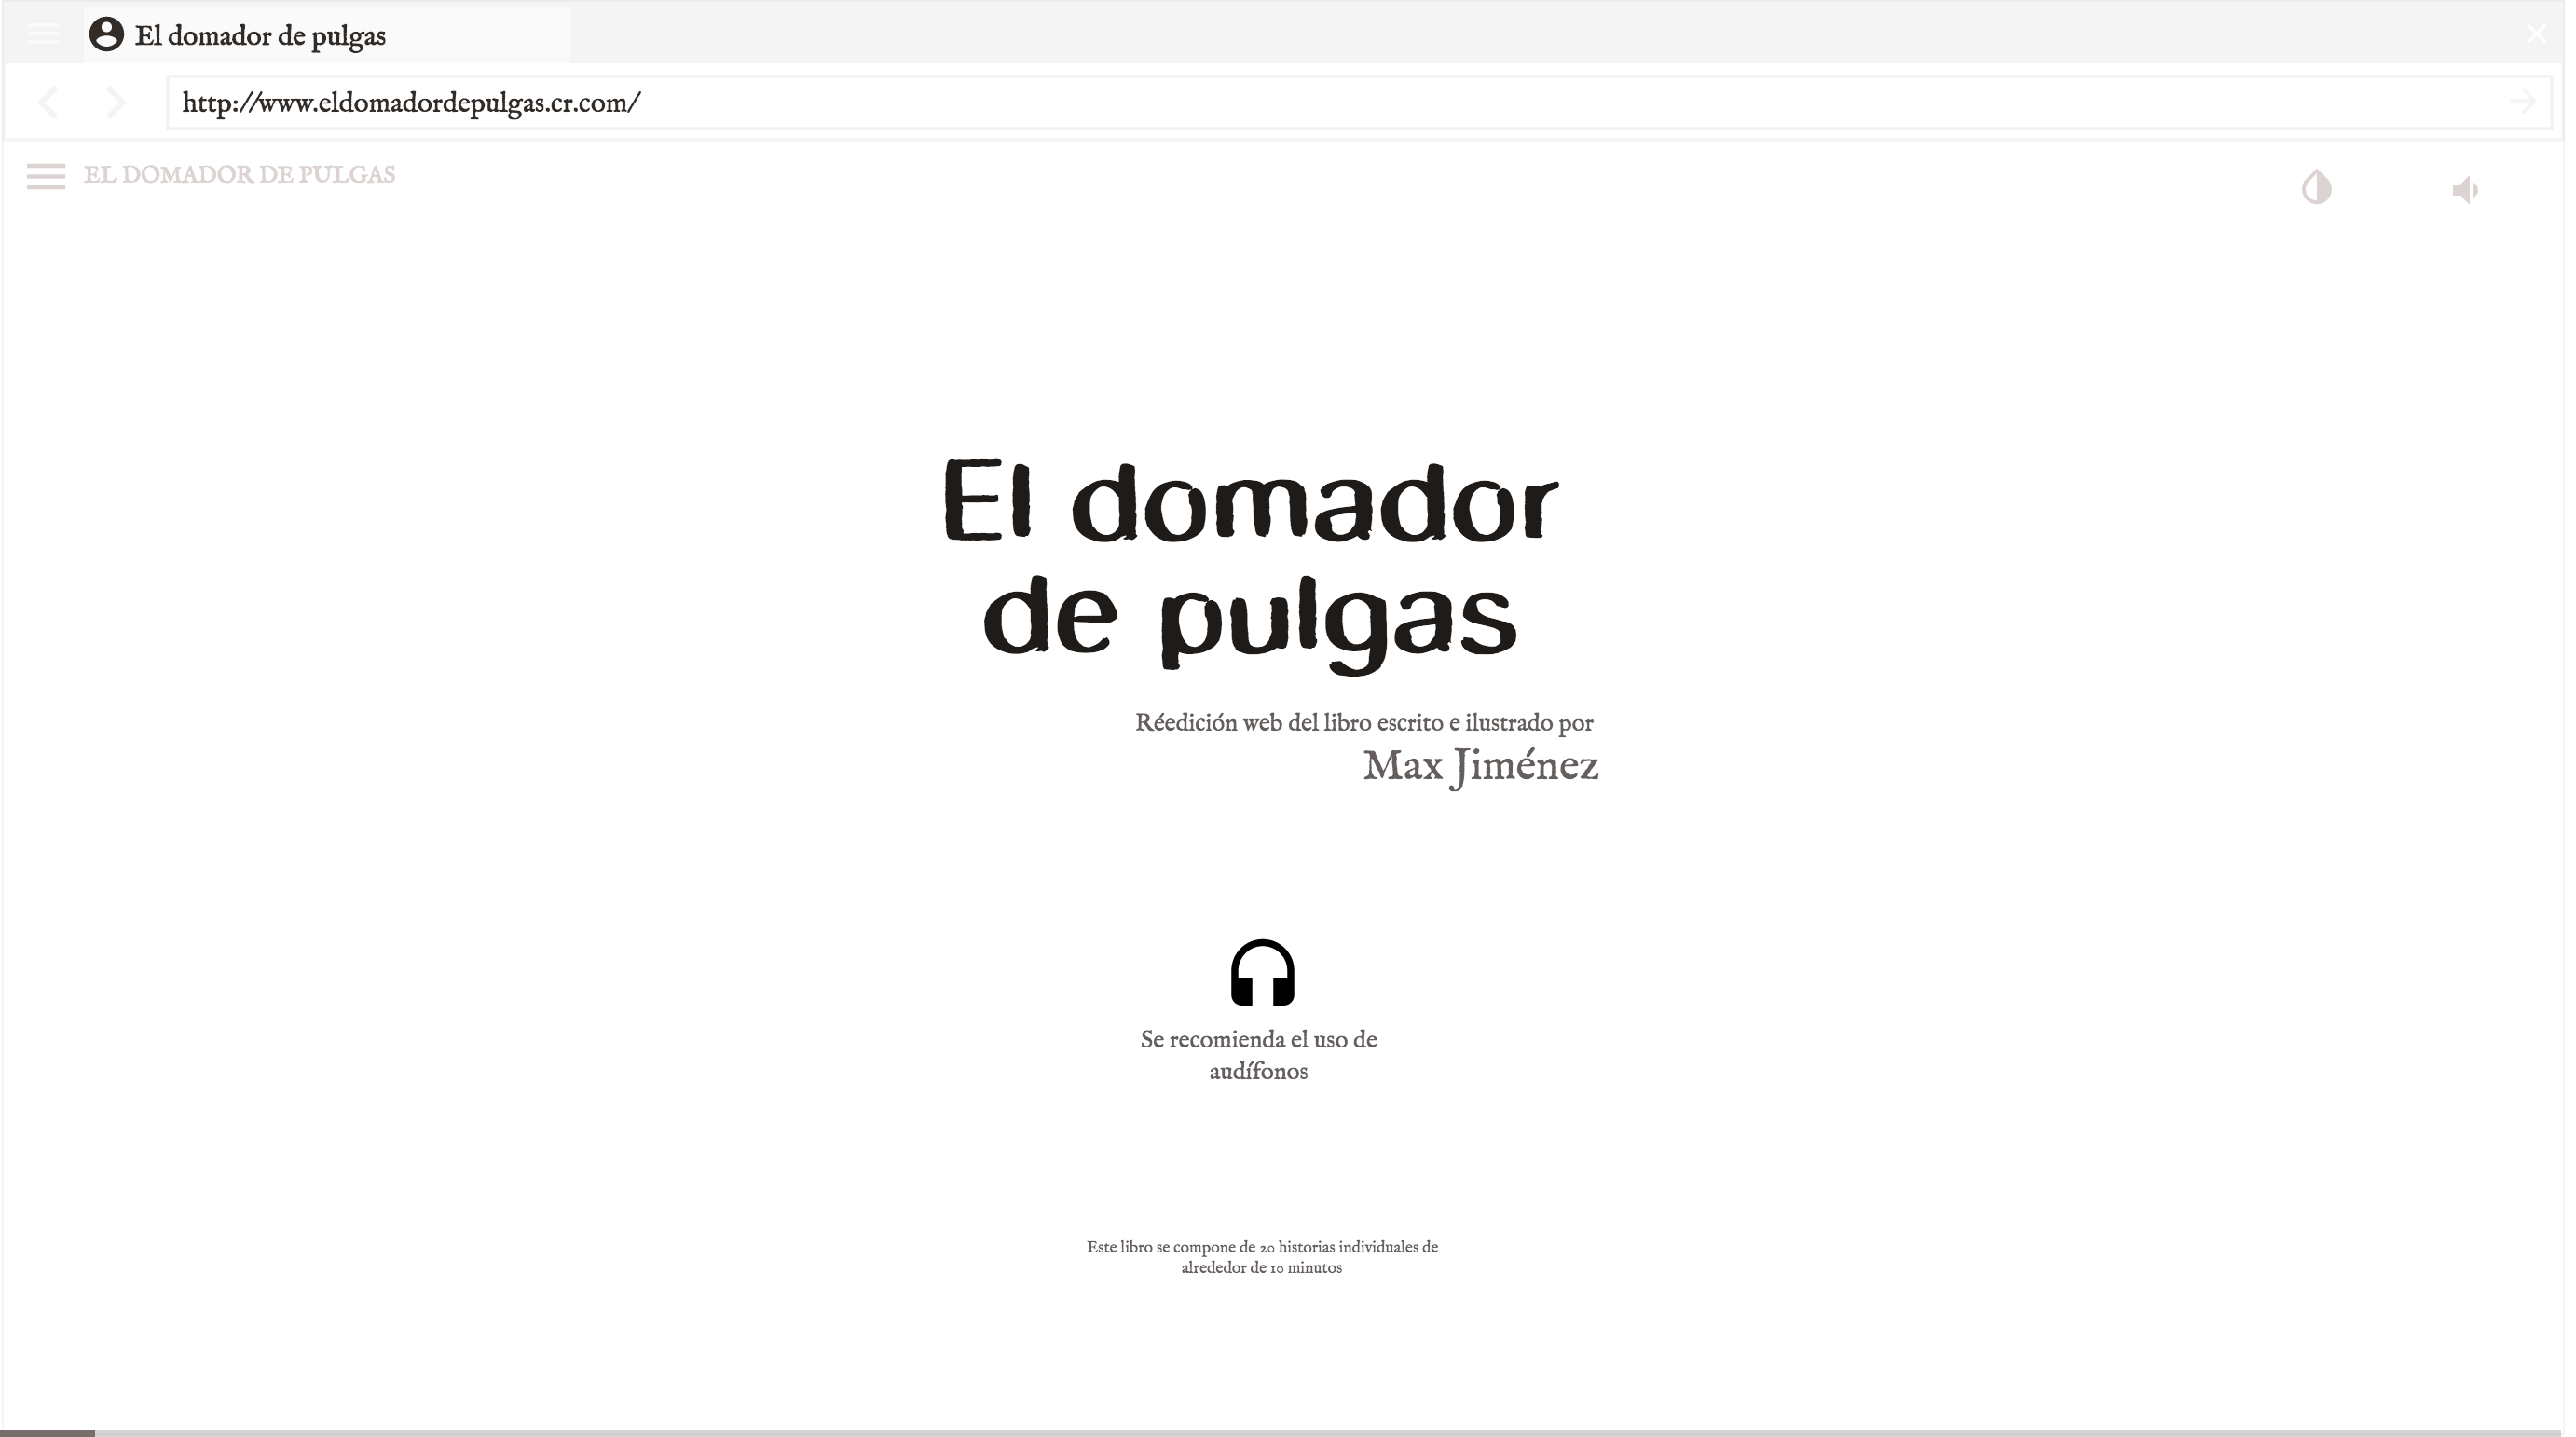 El domador de pulgas
http://www.eldomadordepulgas.cr.com/
EL DOMADOR DE PULGAS
El domador
de pulgas
Réedición web del libro escrito e ilustrado por
Max Jiménez
Se recomienda el uso de
audífonos
Este libro se compone de 20 historias individuales de
alrededor de 10 minutos